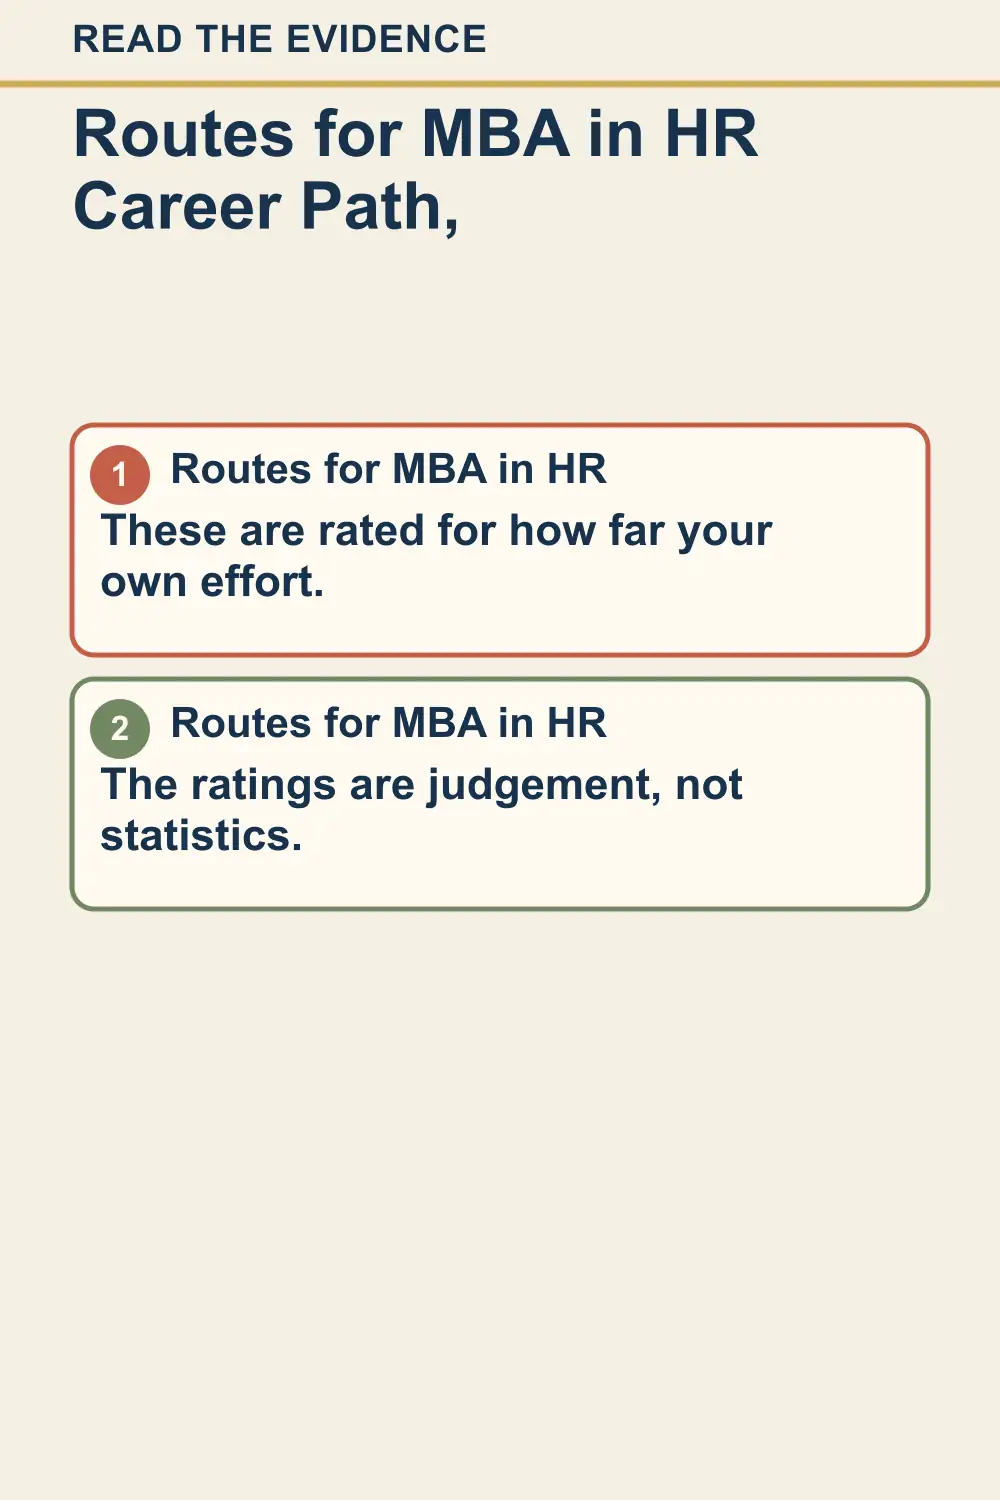 READ THE EVIDENCE
Routes for MBA in HR
Career Path,
1 Routes for MBA in HR
These are rated for how far your
own effort.
2 Routes for MBA in HR
The ratings are judgement, not
statistics.